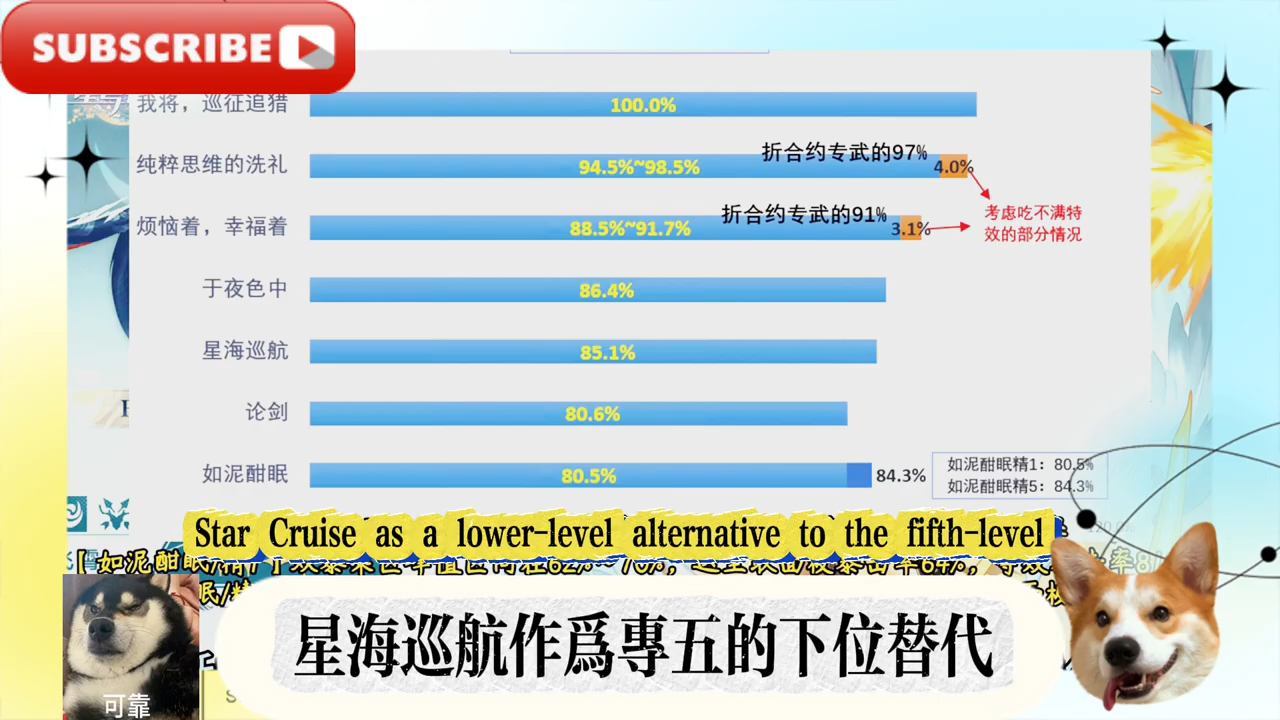 SUBSCRIBE
我将，巡征追猎
100.0%
纯粹思维的洗礼
94.5%~98.5%
折合约专武的97%
4.0%
烦恼着，幸福着
88.5%~91.7%
折合约专武的91%
3.1%
考虑吃不满特
效的部分情况
于夜色中
86.4%
星海巡航
85.1%
论剑
80.6%
如泥酣眠
80.5%
84.3%
如泥酣眠精1：80.5%
如泥酣眠精5：84.3%
Star Cruise as a lower-level alternative to the fifth-level
星海巡航作爲專五的下位替代
可靠